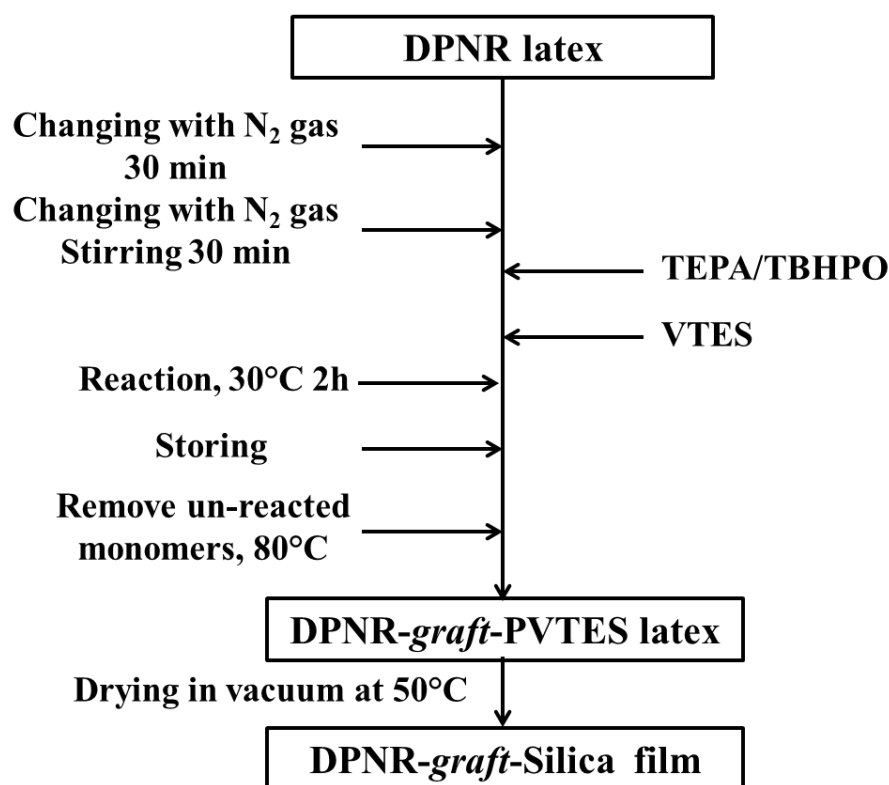 DPNR latex
Changing with N₂ gas
30 min
Changing with N₂ gas
Stirring 30 min
TEPA/TBHPO
VTES
Reaction, 30°C 2h
Storing
Remove un-reacted
monomers, 80°C
DPNR-graft-PVTES latex
Drying in vacuum at 50°C
DPNR-graft-Silica film